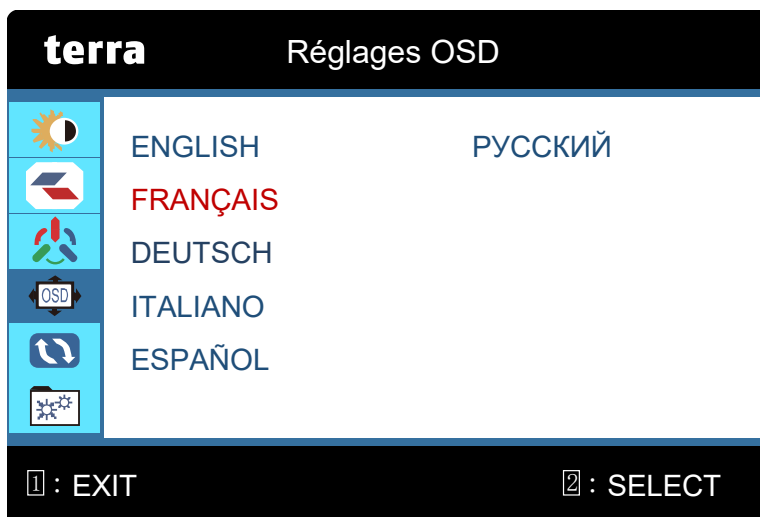 terra Réglages OSD
ENGLISH РУССКИЙ
FRANÇAIS
DEUTSCH
OSD
ITALIANO
ESPAÑOL
1 : EXIT 2 : SELECT